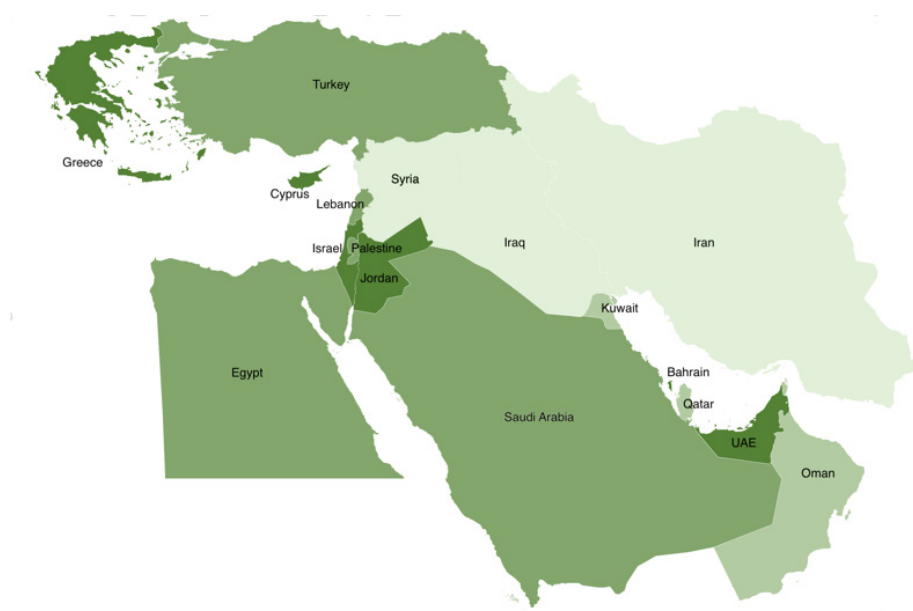 Turkey
Greece
Cyprus
Syria
Lebanon
Israel
Palestine
Iraq
Iran
Jordan
Kuwait
Egypt
Bahrain
Qatar
Saudi Arabia
UAE
Oman